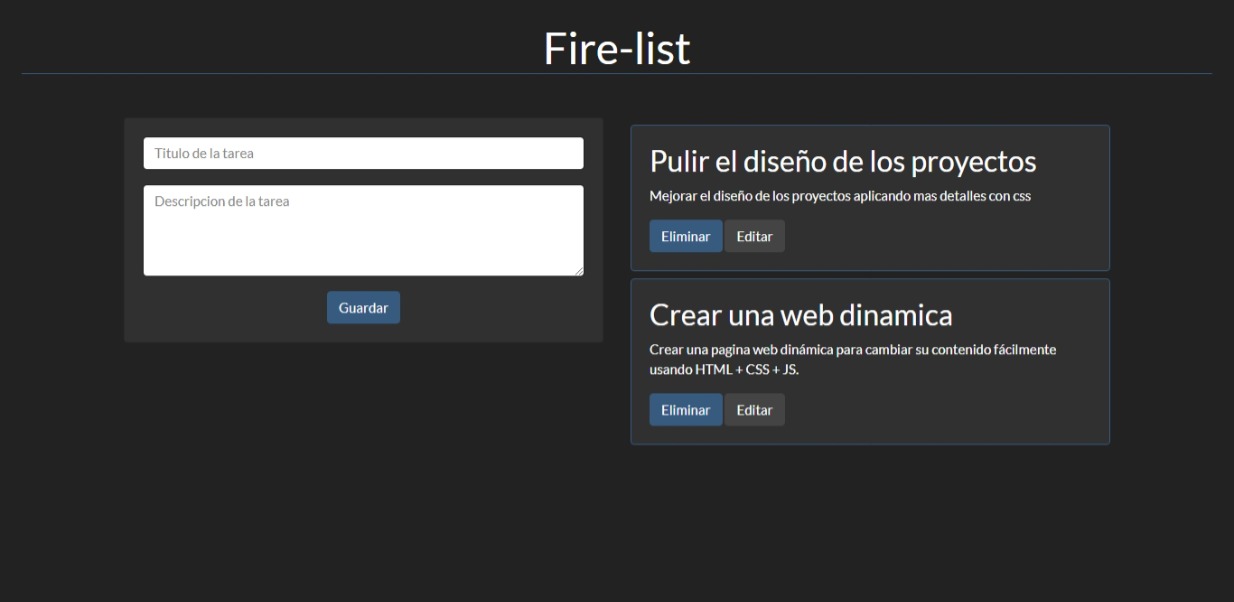 Fire-list
Titulo de la tarea
Descripcion de la tarea
Guardar
Pulir el diseño de los proyectos
Mejorar el diseño de los proyectos aplicando mas detalles con css
Eliminar Editar
Crear una web dinamica
Crear una pagina web dinámica para cambiar su contenido fácilmente
usando HTML + CSS + JS.
Eliminar Editar